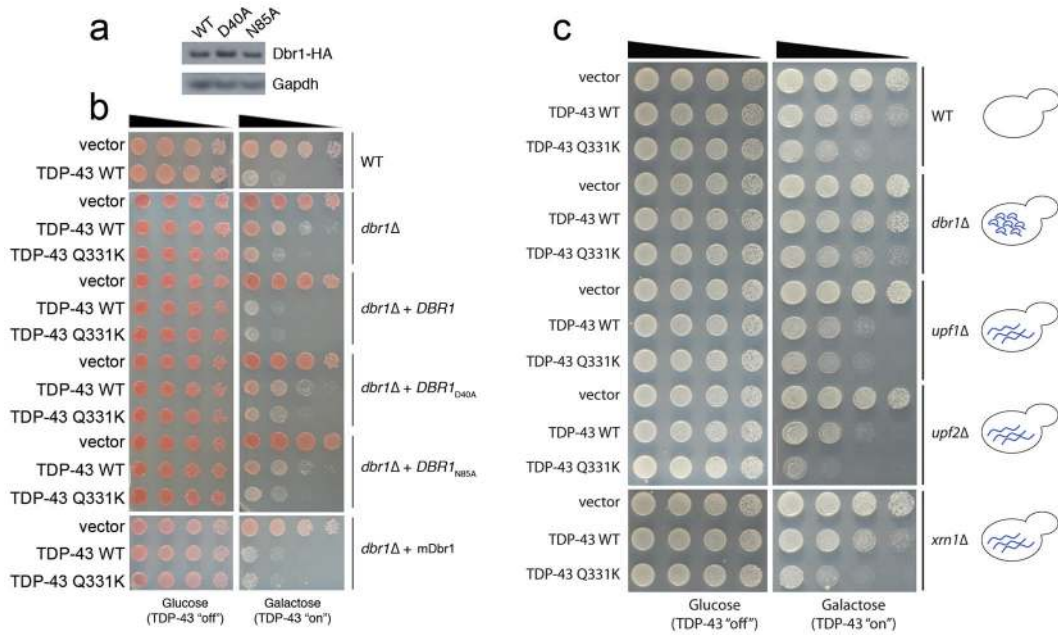 a
WT D40A N85A
Dbr1-HA
Gapdh
b
vector
TDP-43 WT
WT
vector
TDP-43 WT
TDP-43 Q331K
dbr1Δ
vector
TDP-43 WT
TDP-43 Q331K
dbr1Δ + DBR1
vector
TDP-43 WT
TDP-43 Q331K
dbr1Δ + DBR1D40A
vector
TDP-43 WT
TDP-43 Q331K
dbr1Δ + DBR1N85A
vector
TDP-43 WT
TDP-43 Q331K
dbr1Δ + mDbr1
Glucose
(TDP-43 "off")
Galactose
(TDP-43 "on")
c
vector
TDP-43 WT
TDP-43 Q331K
WT
vector
TDP-43 WT
TDP-43 Q331K
dbr1Δ
vector
TDP-43 WT
TDP-43 Q331K
upf1Δ
vector
TDP-43 WT
TDP-43 Q331K
upf2Δ
vector
TDP-43 WT
TDP-43 Q331K
xrn1Δ
Glucose
(TDP-43 "off")
Galactose
(TDP-43 "on")